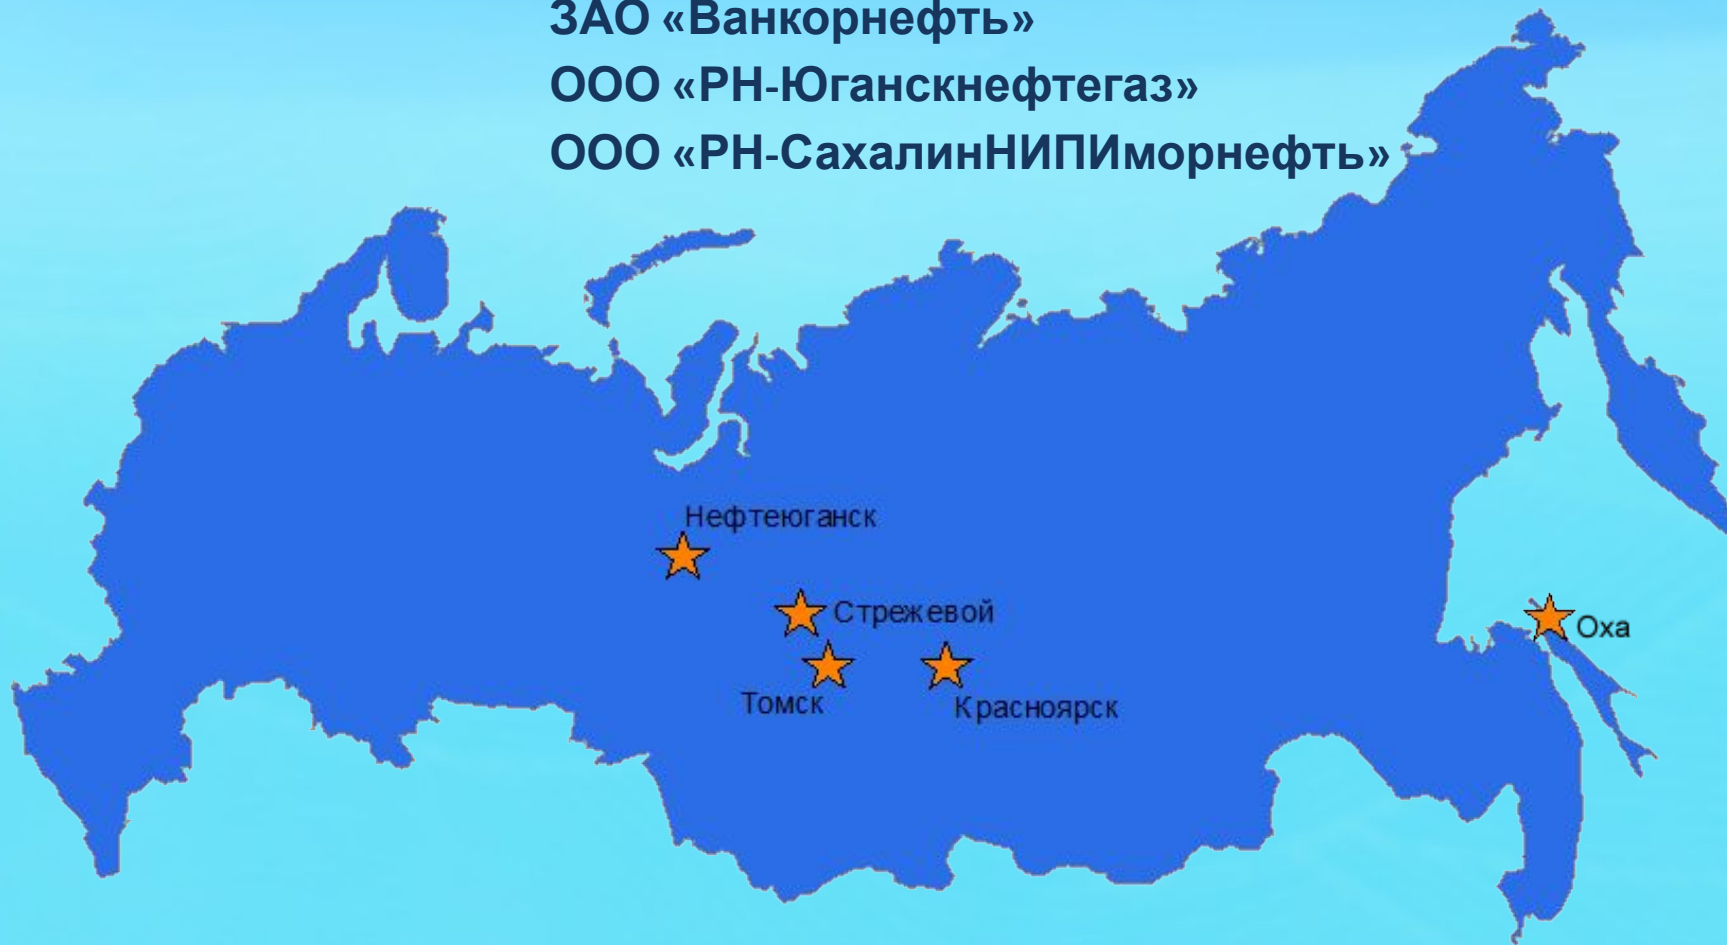 ЗАО «Ванкорнефть»
ООО «РН-Юганскнефтегаз»
ООО «РН-СахалинНИПИморнефть»
Нефтеюганск
Стрежевой
Оха
Томск
Красноярск